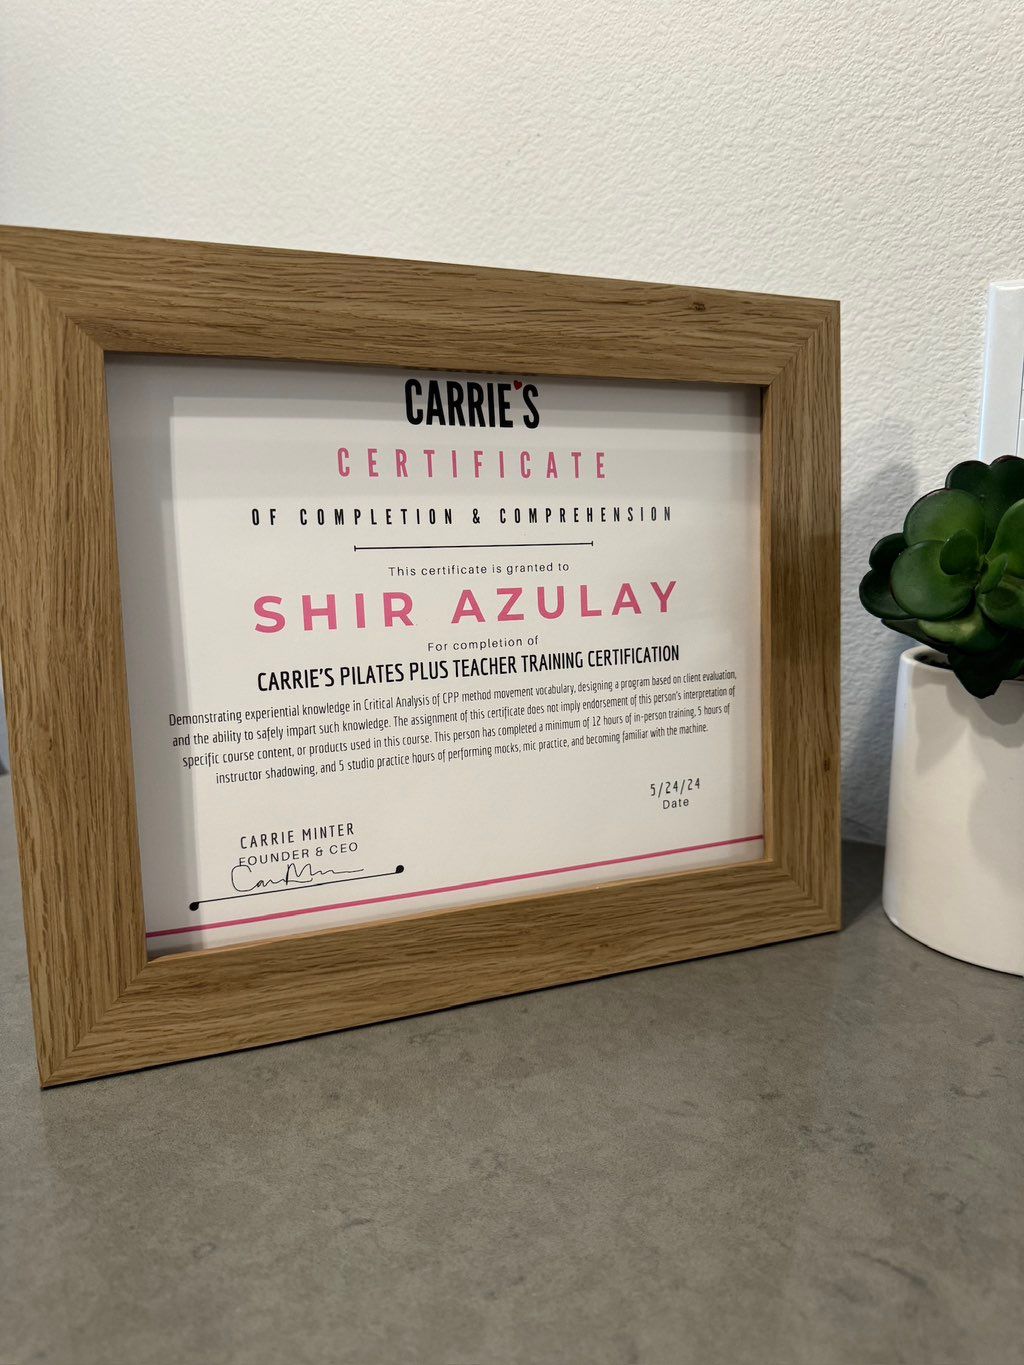 CARRIE'S
CERTIFICATE
OF COMPLETION & COMPREHENSION
This certificate is granted to
SHIR AZULAY
For completion of
CARRIE'S PILATES PLUS TEACHER TRAINING CERTIFICATION
Demonstrating experiential knowledge in Critical Analysis of CPP method movement vocabulary, designing a program based on client evaluation,
and the ability to safely impart such knowledge. The assignment of this certificate does not imply endorsement of this person's interpretation of
specific course content, or products used in this course. This person has completed a minimum of 12 hours of in-person training, 5 hours of
instructor shadowing, and 5 studio practice hours of performing mocks, mic practice, and becoming familiar with the machine.
5/24/24
Date
CARRIE MINTER
FOUNDER & CEO